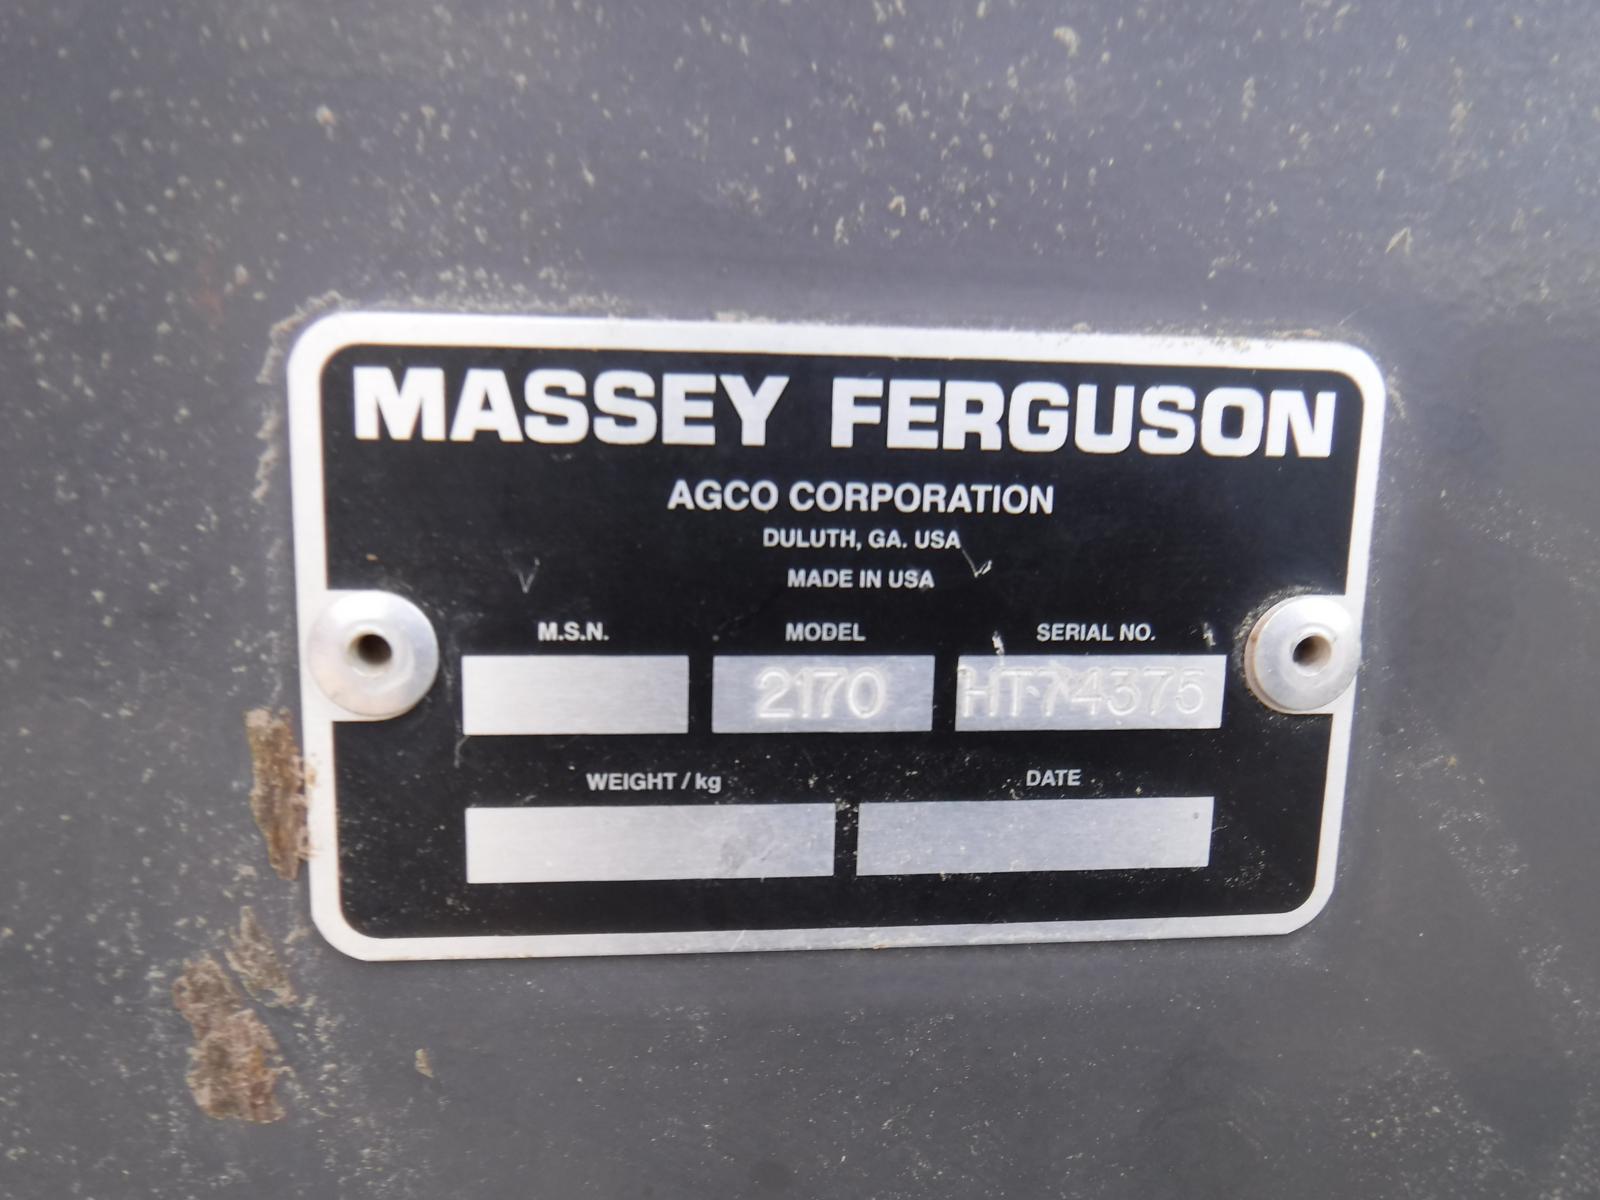 MASSEY FERGUSON
AGCO CORPORATION
DULUTH, GA. USA
MADE IN USA
M.S.N. MODEL SERIAL NO.
2170 HT74375
WEIGHT / kg DATE